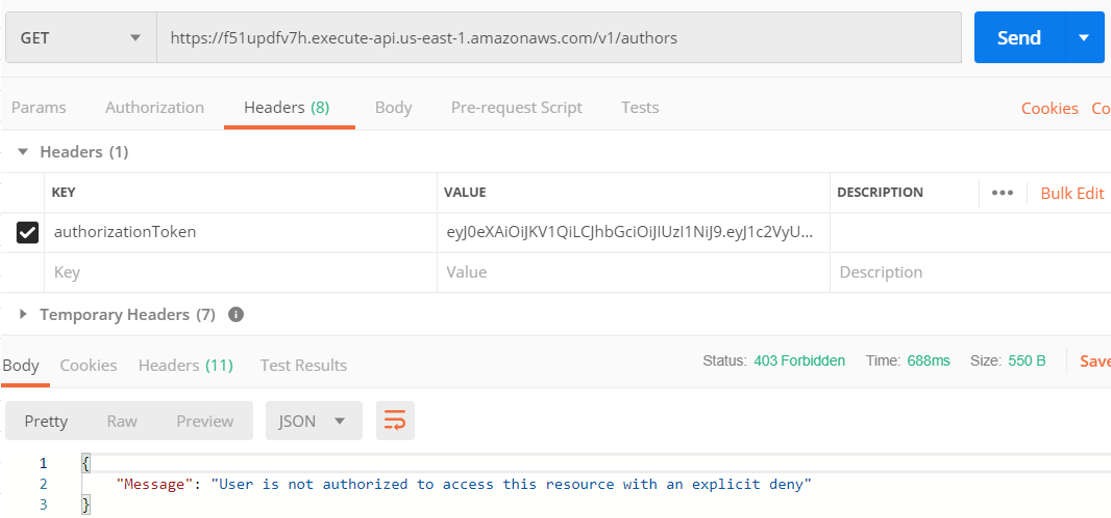 GET https://f51updfv7h.execute-api.us-east-1.amazonaws.com/v1/authors Send
Params Authorization Headers (8) Body Pre-request Script Tests Cookies Co
Headers (1)
KEY VALUE DESCRIPTION ••• Bulk Edit
authorizationToken eyJ0eXAiOiJKV1QiLCJhbGciOiJIUzI1NiJ9.eyJ1c2VyU...
Key Value Description
Temporary Headers (7) i
Body Cookies Headers (11) Test Results Status: 403 Forbidden Time: 688ms Size: 550 B Save
Pretty Raw Preview JSON
1 {
2 "Message": "User is not authorized to access this resource with an explicit deny"
3 }